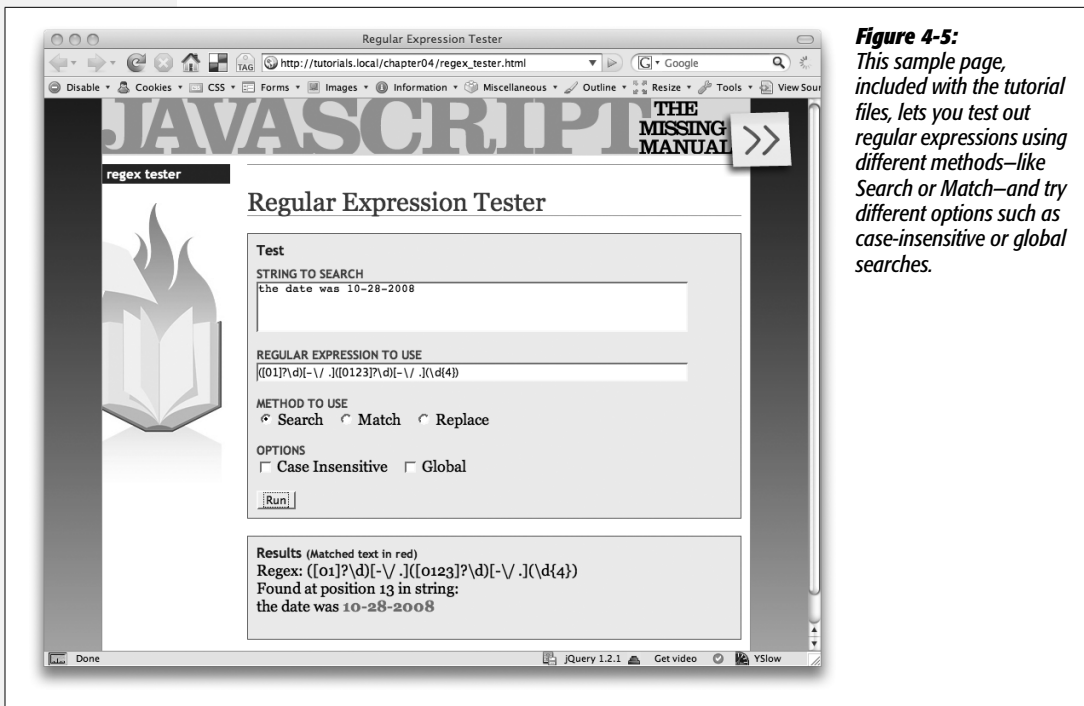 Regular Expression Tester
TAG http://tutorials.local/chapter04/regex_tester.html G Google
Disable Cookies CSS Forms Images Information Miscellaneous Outline Resize Tools View Sour
JAVASCRIPT THE
MISSING
MANUAL >>
regex tester
Regular Expression Tester
Test
STRING TO SEARCH
the date was 10-28-2008
REGULAR EXPRESSION TO USE
([01]?\d)[-\/ .]([0123]?\d)[-\/ .](\d{4})
METHOD TO USE
Search Match Replace
OPTIONS
Case Insensitive Global
Run
Results (Matched text in red)
Regex: ([01]?\d)[-\/ .]([0123]?\d)[-\/ .](\d{4})
Found at position 13 in string:
the date was 10-28-2008
Done jQuery 1.2.1 Get video YSlow
Figure 4-5:
This sample page,
included with the tutorial
files, lets you test out
regular expressions using
different methods—like
Search or Match—and try
different options such as
case-insensitive or global
searches.